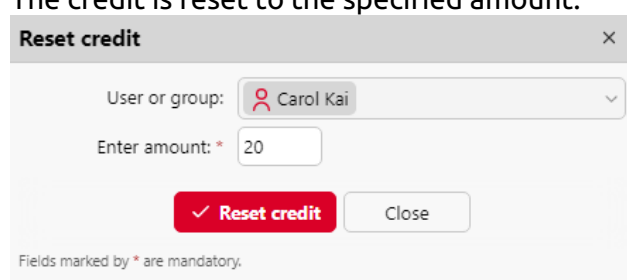 The credit is reset to the specified amount.
Reset credit ×
User or group: Carol Kai
Enter amount: * 20
Reset credit Close
Fields marked by * are mandatory.